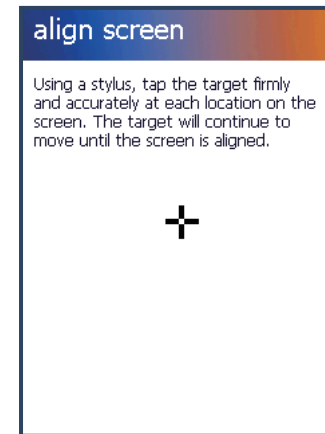 align screen
Using a stylus, tap the target firmly
and accurately at each location on the
screen. The target will continue to
move until the screen is aligned.